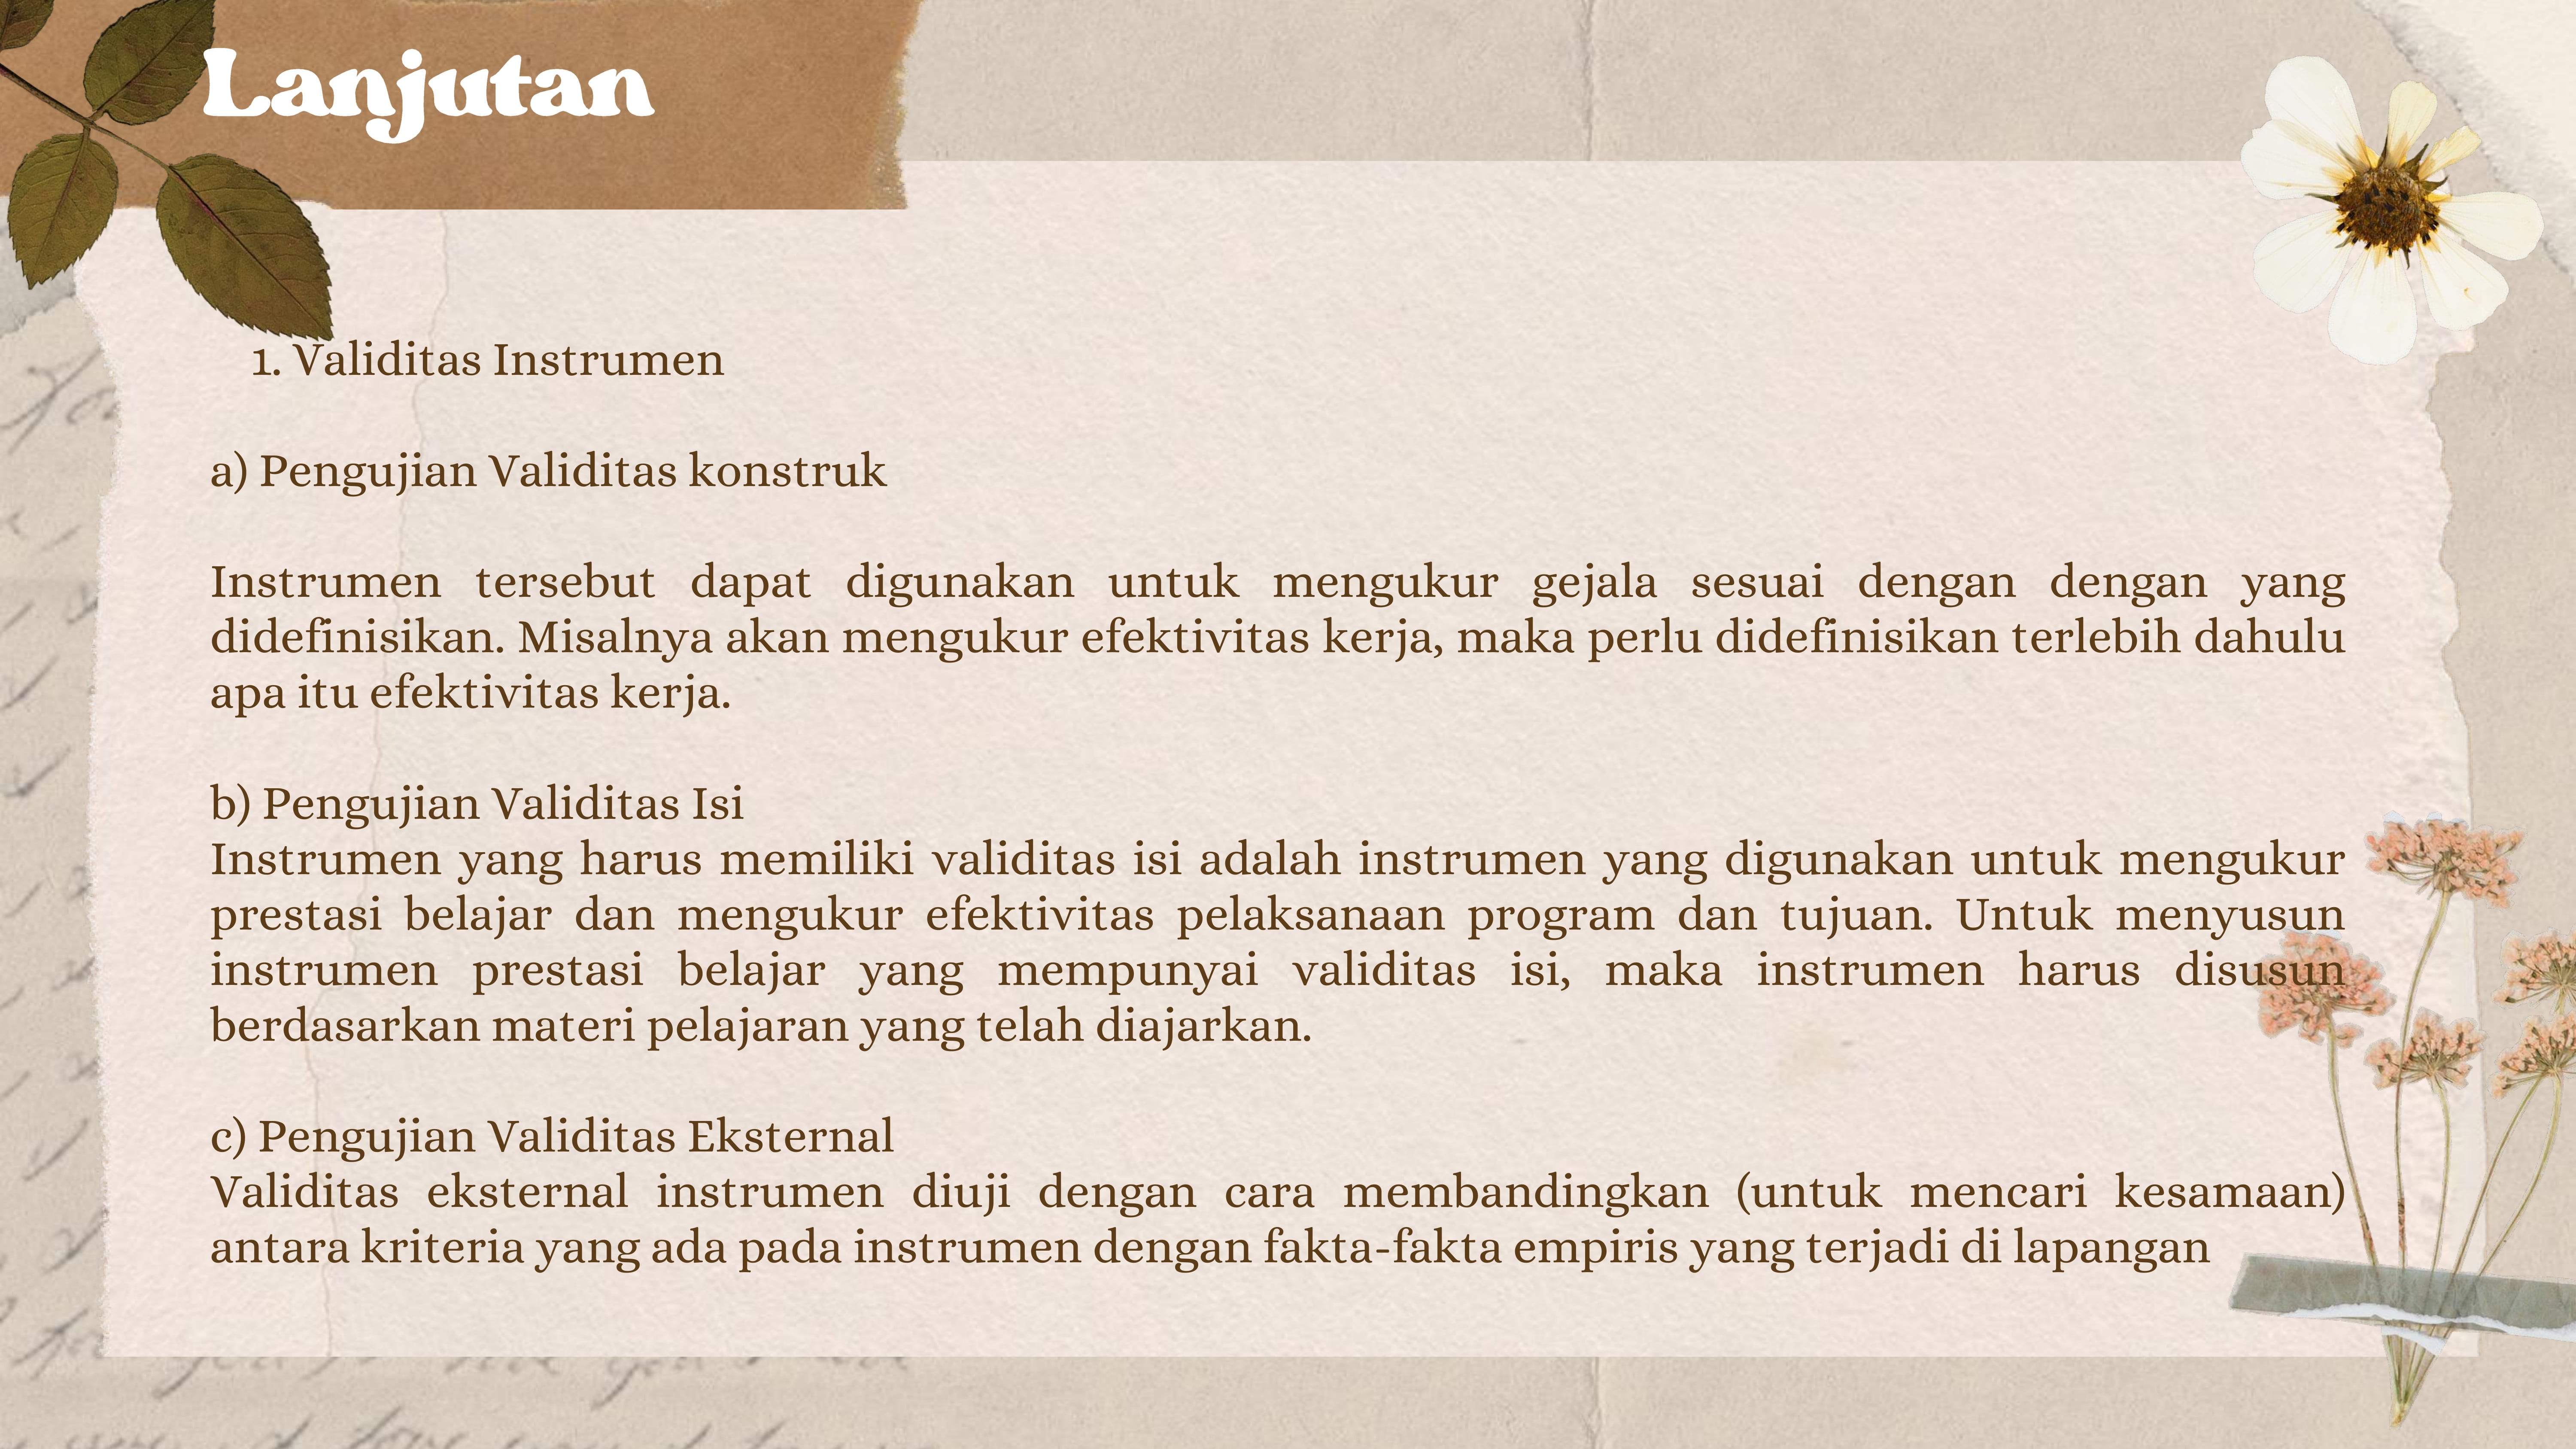 Lanjutan
1. Validitas Instrumen
a) Pengujian Validitas konstruk
Instrumen tersebut dapat digunakan untuk mengukur gejala sesuai dengan dengan yang
didefinisikan. Misalnya akan mengukur efektivitas kerja, maka perlu didefinisikan terlebih dahulu
apa itu efektivitas kerja.
b) Pengujian Validitas Isi
Instrumen yang harus memiliki validitas isi adalah instrumen yang digunakan untuk mengukur
prestasi belajar dan mengukur efektivitas pelaksanaan program dan tujuan. Untuk menyusun
instrumen prestasi belajar yang mempunyai validitas isi, maka instrumen harus disusun
berdasarkan materi pelajaran yang telah diajarkan.
c) Pengujian Validitas Eksternal
Validitas eksternal instrumen diuji dengan cara membandingkan (untuk mencari kesamaan)
antara kriteria yang ada pada instrumen dengan fakta-fakta empiris yang terjadi di lapangan